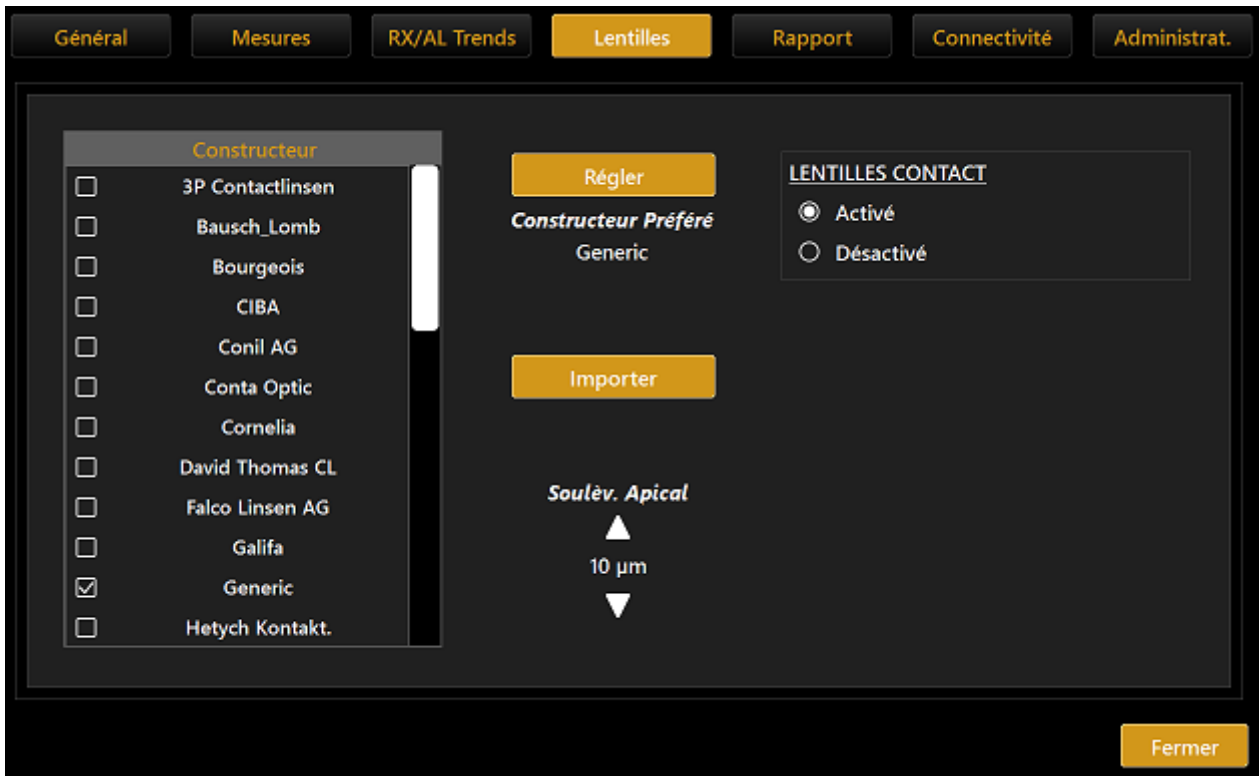 Général
Mesures
RX/AL Trends
Lentilles
Rapport
Connectivité
Administrat.
Constructeur
3P Contactlinsen
Bausch_Lomb
Bourgeois
CIBA
Conil AG
Conta Optic
Cornelia
David Thomas CL
Falco Linsen AG
Galifa
Generic
Hetych Kontakt.
Régler
Constructeur Préféré
Generic
Importer
Soulèv. Apical
10 µm
LENTILLES CONTACT
Activé
Désactivé
Fermer